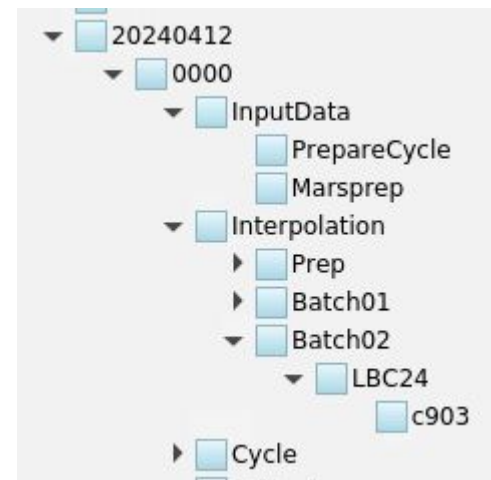 20240412
0000
InputData
PrepareCycle
Marsprep
Interpolation
Prep
Batch01
Batch02
LBC24
c903
Cycle